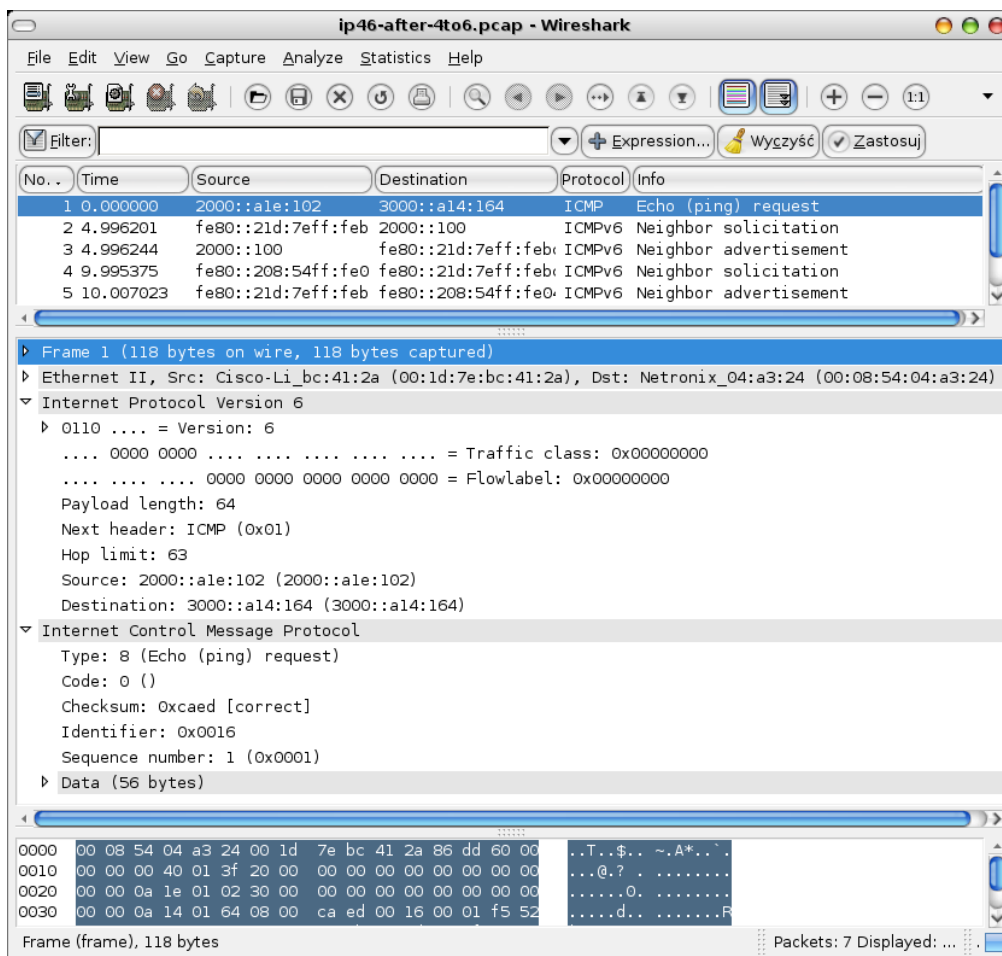 ip46-after-4to6.pcap - Wireshark
File Edit View Go Capture Analyze Statistics Help
1:1
Filter: Expression... Wyczyść Zastosuj
No. . Time Source Destination Protocol Info
1 0.000000 2000::a1e:102 3000::a14:164 ICMP Echo (ping) request
2 4.996201 fe80::21d:7eff:feb 2000::100 ICMPv6 Neighbor solicitation
3 4.996244 2000::100 fe80::21d:7eff:feb ICMPv6 Neighbor advertisement
4 9.995375 fe80::208:54ff:fe0 fe80::21d:7eff:feb ICMPv6 Neighbor solicitation
5 10.007023 fe80::21d:7eff:feb fe80::208:54ff:fe0 ICMPv6 Neighbor advertisement
Frame 1 (118 bytes on wire, 118 bytes captured)
Ethernet II, Src: Cisco-Li_bc:41:2a (00:1d:7e:bc:41:2a), Dst: Netronix_04:a3:24 (00:08:54:04:a3:24)
Internet Protocol Version 6
0110 .... = Version: 6
.... 0000 0000 .... .... .... .... .... = Traffic class: 0x00000000
.... .... .... 0000 0000 0000 0000 0000 = Flowlabel: 0x00000000
Payload length: 64
Next header: ICMP (0x01)
Hop limit: 63
Source: 2000::a1e:102 (2000::a1e:102)
Destination: 3000::a14:164 (3000::a14:164)
Internet Control Message Protocol
Type: 8 (Echo (ping) request)
Code: 0 ()
Checksum: 0xcaed [correct]
Identifier: 0x0016
Sequence number: 1 (0x0001)
Data (56 bytes)
0000 00 08 54 04 a3 24 00 1d 7e bc 41 2a 86 dd 60 00 ..T..$.. ~.A*..`.
0010 00 00 00 40 01 3f 20 00 00 00 00 00 00 00 00 00 ...@.? . ........
0020 00 00 0a 1e 01 02 30 00 00 00 00 00 00 00 00 00 ......0. ........
0030 00 00 0a 14 01 64 08 00 ca ed 00 16 00 01 f5 52 .....d.. .......R
Frame (frame), 118 bytes Packets: 7 Displayed: ... .